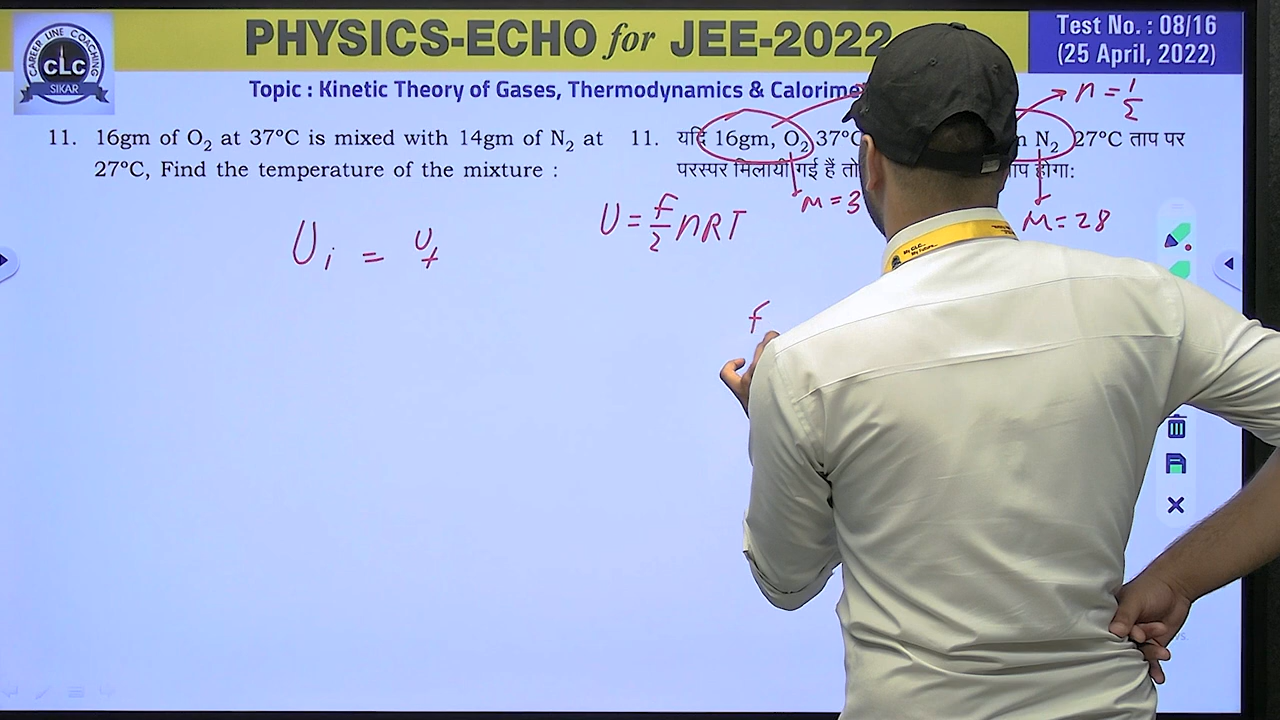 CAREER LINE COACHING
CLC
SIKAR
PHYSICS-ECHO for JEE-2022
Test No. : 08/16
(25 April, 2022)
Topic : Kinetic Theory of Gases, Thermodynamics &
11. 16gm of O₂ at 37°C is mixed with 14gm of N₂ at
27°C, Find the temperature of the mixture :
11. यदि 16gm, O₂ 37°C N₂ 27°C ताप पर
परस्पर मिलायी गई हैं तो होगा:
n = 1/2
M = 3
M = 28
U = f/2 nRT
Uᵢ = U_f
f